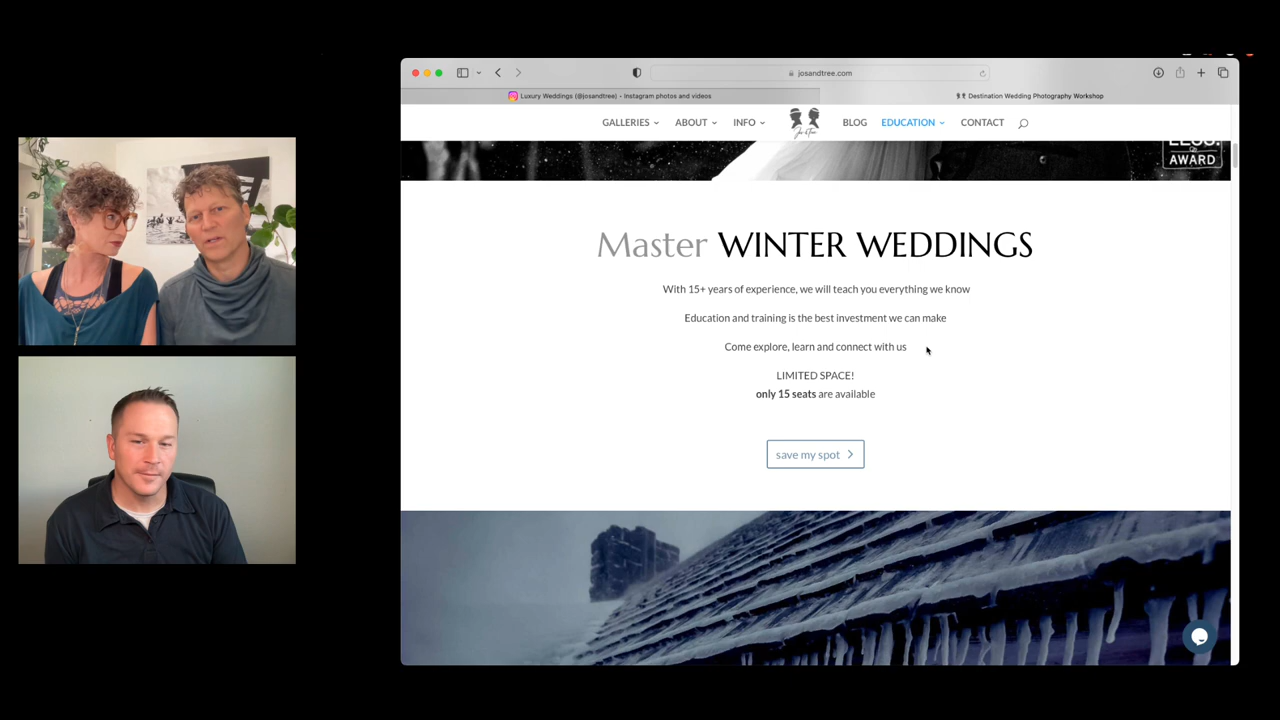 josandtree.com
Luxury Weddings (@josandtree) • Instagram photos and videos
Destination Wedding Photography Workshop
GALLERIES ABOUT INFO Jos & Tree BLOG EDUCATION CONTACT
AWARD
Master WINTER WEDDINGS
With 15+ years of experience, we will teach you everything we know
Education and training is the best investment we can make
Come explore, learn and connect with us
LIMITED SPACE!
only 15 seats are available
save my spot